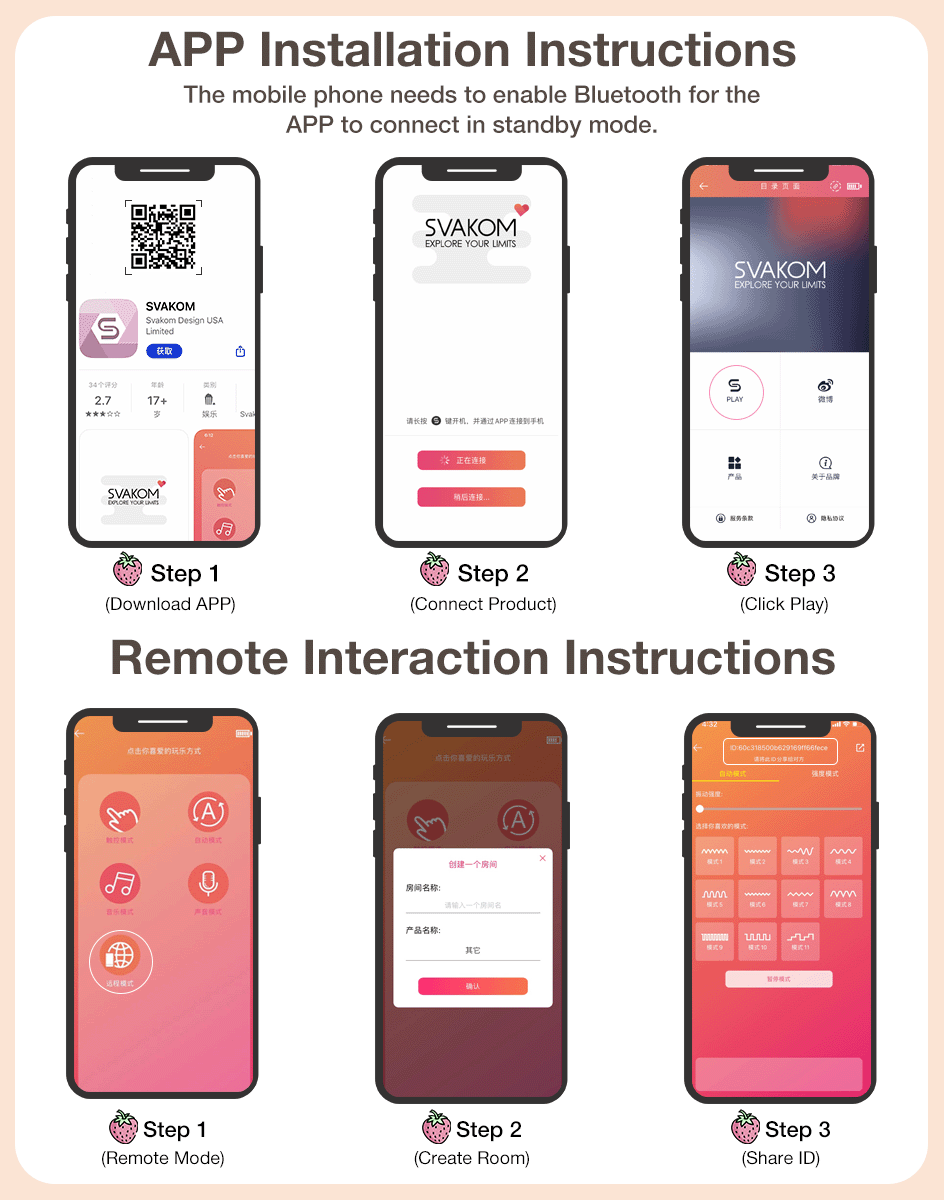 APP Installation Instructions
The mobile phone needs to enable Bluetooth for the
APP to connect in standby mode.
SVAKOM
Svakom Design USA
Limited
获取
34个评分
年龄
类别
2.7
17+
★★★☆☆
岁
娱乐
Svak
SVAKOM
EXPLORE YOUR LIMITS
点击你喜
SVAKOM
EXPLORE YOUR LIMITS
请长按 S 键开机，并通过APP连接到手机
正在连接
稍后连接...
目录页面
SVAKOM
EXPLORE YOUR LIMITS
PLAY
微博
产品
关于品牌
服务条款
隐私协议
Step 1
(Download APP)
Step 2
(Connect Product)
Step 3
(Click Play)
Remote Interaction Instructions
点击你喜爱的玩乐方式
触控模式
自动模式
音乐模式
声音模式
远程模式
点击你喜爱的玩乐方式
创建一个房间
房间名称:
请输入一个房间名
产品名称:
其它
确认
4:32
ID:60c318500b629169ff66fece
请将此ID分享给对方
自动模式
强度模式
振动强度:
选择你喜欢的模式:
模式1
模式2
模式3
模式4
模式5
模式6
模式7
模式8
模式9
模式10
模式11
暂停模式
Step 1
(Remote Mode)
Step 2
(Create Room)
Step 3
(Share ID)